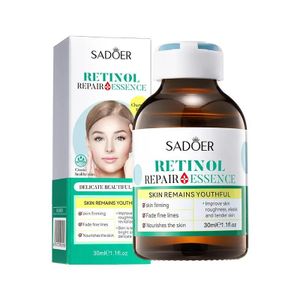 SADOER
RETINOL
REPAIR ESSENCE
DELICATE BEAUTIFUL
Skin firming
Fade fine lines
Nourishes the skin
30ml/1.1fl.oz
SADOER
RETINOL
REPAIR ESSENCE
SKIN REMAINS YOUTHFUL
Skin firming
Fade fine lines
Nourishes the skin
Improve skin
roughness, weak
and tender skin
30ml/1.1fl.oz